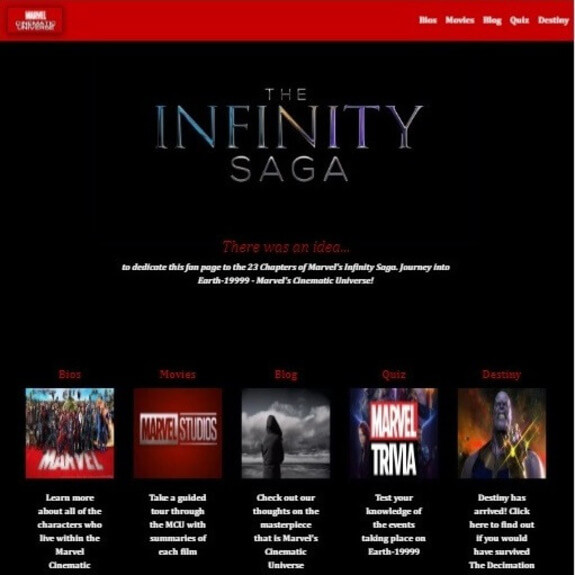 MARVEL
CINEMATIC
UNIVERSE
Bios Movies Blog Quiz Destiny
THE
INFINITY
SAGA
There was an idea...
to dedicate this fan page to the 23 Chapters of Marvel's Infinity Saga. Journey into
Earth-19999 - Marvel's Cinematic Universe!
Bios Movies Blog Quiz Destiny
MARVEL
MARVEL STUDIOS
MARVEL
TRIVIA
Learn more
about all of the
characters who
live within the
Marvel
Cinematic
Take a guided
tour through
the MCU with
summaries of
each film
Check out our
thoughts on the
masterpiece
that is Marvel's
Cinematic
Universe
Test your
knowledge of
the events
taking place on
Earth-19999
Destiny has
arrived! Click
here to find out
if you would
have survived
The Decimation